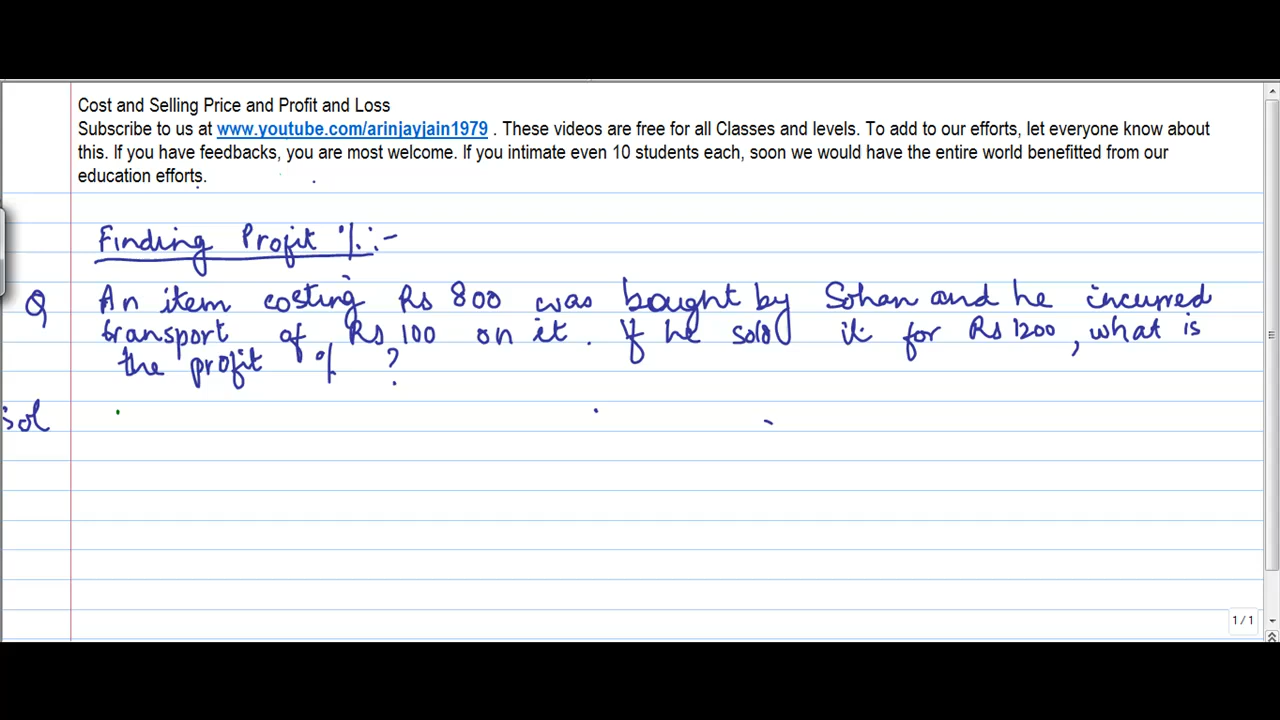 Cost and Selling Price and Profit and Loss
Subscribe to us at www.youtube.com/arinjayjain1979 . These videos are free for all Classes and levels. To add to our efforts, let everyone know about
this. If you have feedbacks, you are most welcome. If you intimate even 10 students each, soon we would have the entire world benefitted from our
education efforts.
Finding Profit % :-
Q An item costing Rs 800 was bought by Sohan and he incurred
transport of Rs 100 on it. If he sold it for Rs 1200, what is
the profit % ?
Sol
1 / 1